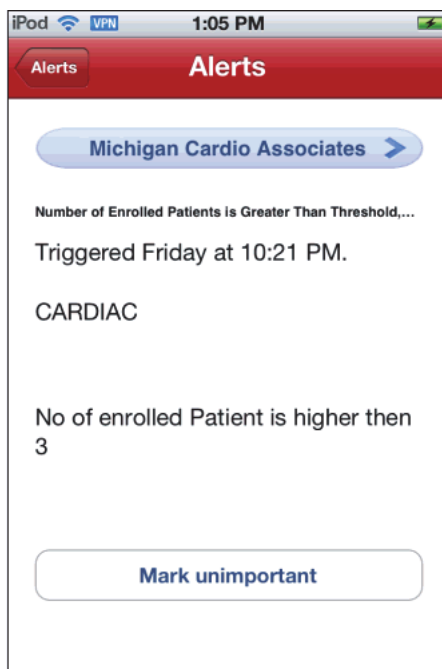 iPod VPN 1:05 PM
Alerts Alerts
Michigan Cardio Associates
Number of Enrolled Patients is Greater Than Threshold,...
Triggered Friday at 10:21 PM.
CARDIAC
No of enrolled Patient is higher then
3
Mark unimportant